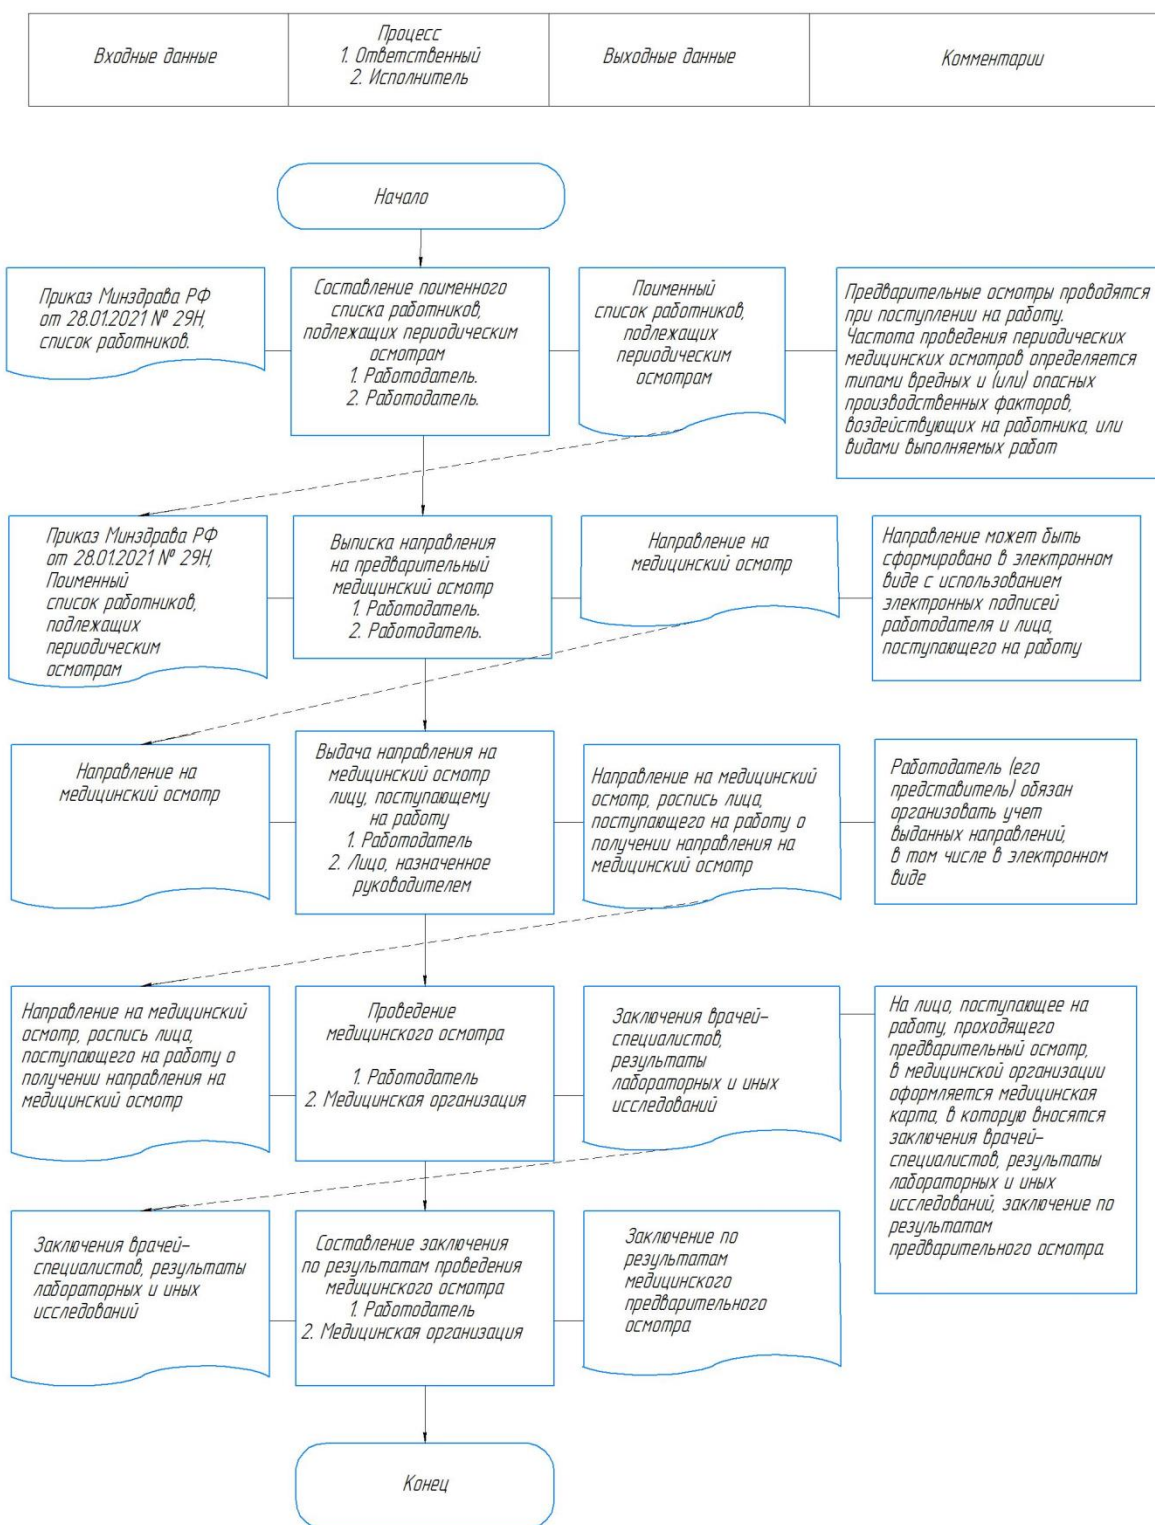 Входные данные
Процесс
1. Ответственный
2. Исполнитель
Выходные данные
Комментарии
Начало
Приказ Минздрава РФ
от 28.01.2021 № 29Н,
список работников.
Составление поименного
списка работников,
подлежащих периодическим
осмотрам
1. Работодатель.
2. Работодатель.
Поименный
список работников,
подлежащих
периодическим
осмотрам
Предварительные осмотры проводятся
при поступлении на работу.
Частота проведения периодических
медицинских осмотров определяется
типами вредных и (или) опасных
производственных факторов,
воздействующих на работника, или
видами выполняемых работ
Приказ Минздрава РФ
от 28.01.2021 № 29Н,
Поименный
список работников,
подлежащих
периодическим
осмотрам
Выписка направления
на предварительный
медицинский осмотр
1. Работодатель.
2. Работодатель.
Направление на
медицинский осмотр
Направление может быть
сформировано в электронном
виде с использованием
электронных подписей
работодателя и лица,
поступающего на работу
Направление на
медицинский осмотр
Выдача направления на
медицинский осмотр
лицу, поступающему
на работу
1. Работодатель
2. Лицо, назначенное
руководителем
Направление на медицинский
осмотр, роспись лица,
поступающего на работу о
получении направления на
медицинский осмотр
Работодатель (его
представитель) обязан
организовать учет
выданных направлений,
в том числе в электронном
виде
Направление на медицинский
осмотр, роспись лица,
поступающего на работу о
получении направления на
медицинский осмотр
Проведение
медицинского осмотра
1. Работодатель
2. Медицинская организация
Заключения врачей-
специалистов,
результаты
лабораторных и иных
исследований
На лицо, поступающее на
работу, проходящего
предварительный осмотр,
в медицинской организации
оформляется медицинская
карта, в которую вносятся
заключения врачей-
специалистов, результаты
лабораторных и иных
исследований, заключение по
результатам
предварительного осмотра.
Заключения врачей-
специалистов, результаты
лабораторных и иных
исследований
Составление заключения
по результатам проведения
медицинского осмотра
1. Работодатель
2. Медицинская организация
Заключение по
результатам
медицинского
предварительного
осмотра
Конец